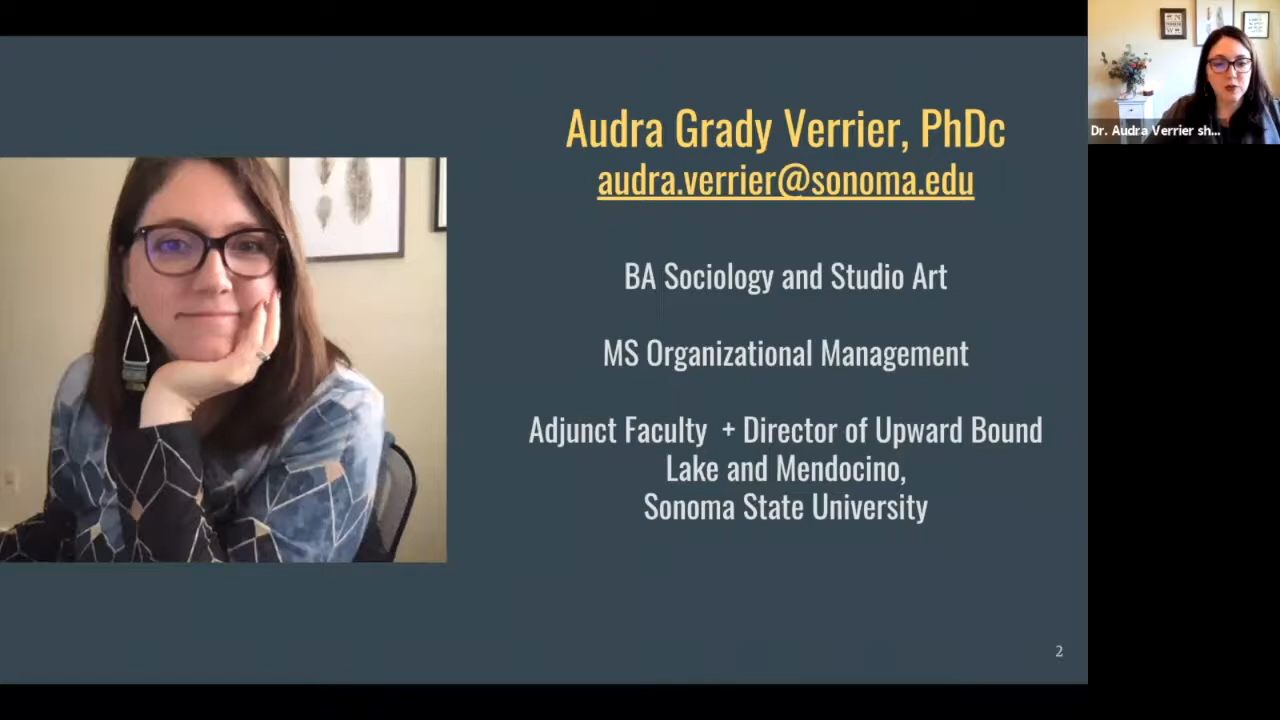 Audra Grady Verrier, PhDc
audra.verrier@sonoma.edu
BA Sociology and Studio Art
MS Organizational Management
Adjunct Faculty + Director of Upward Bound
Lake and Mendocino,
Sonoma State University
2
Dr. Audra Verrier sh...